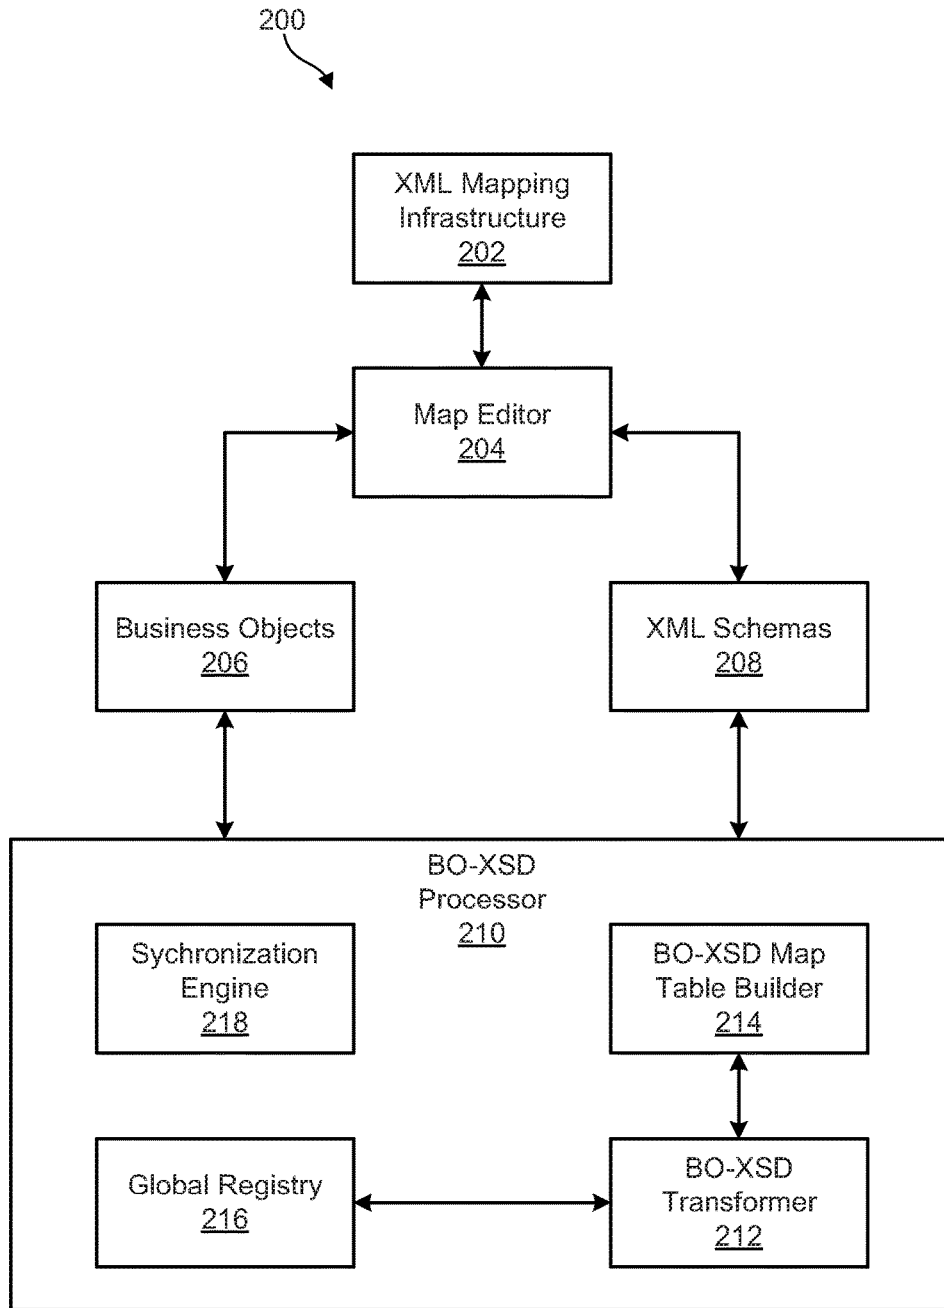 200
XML Mapping
Infrastructure
202
Map Editor
204
Business Objects
206
XML Schemas
208
BO-XSD
Processor
210
Sychronization
Engine
218
BO-XSD Map
Table Builder
214
Global Registry
216
BO-XSD
Transformer
212